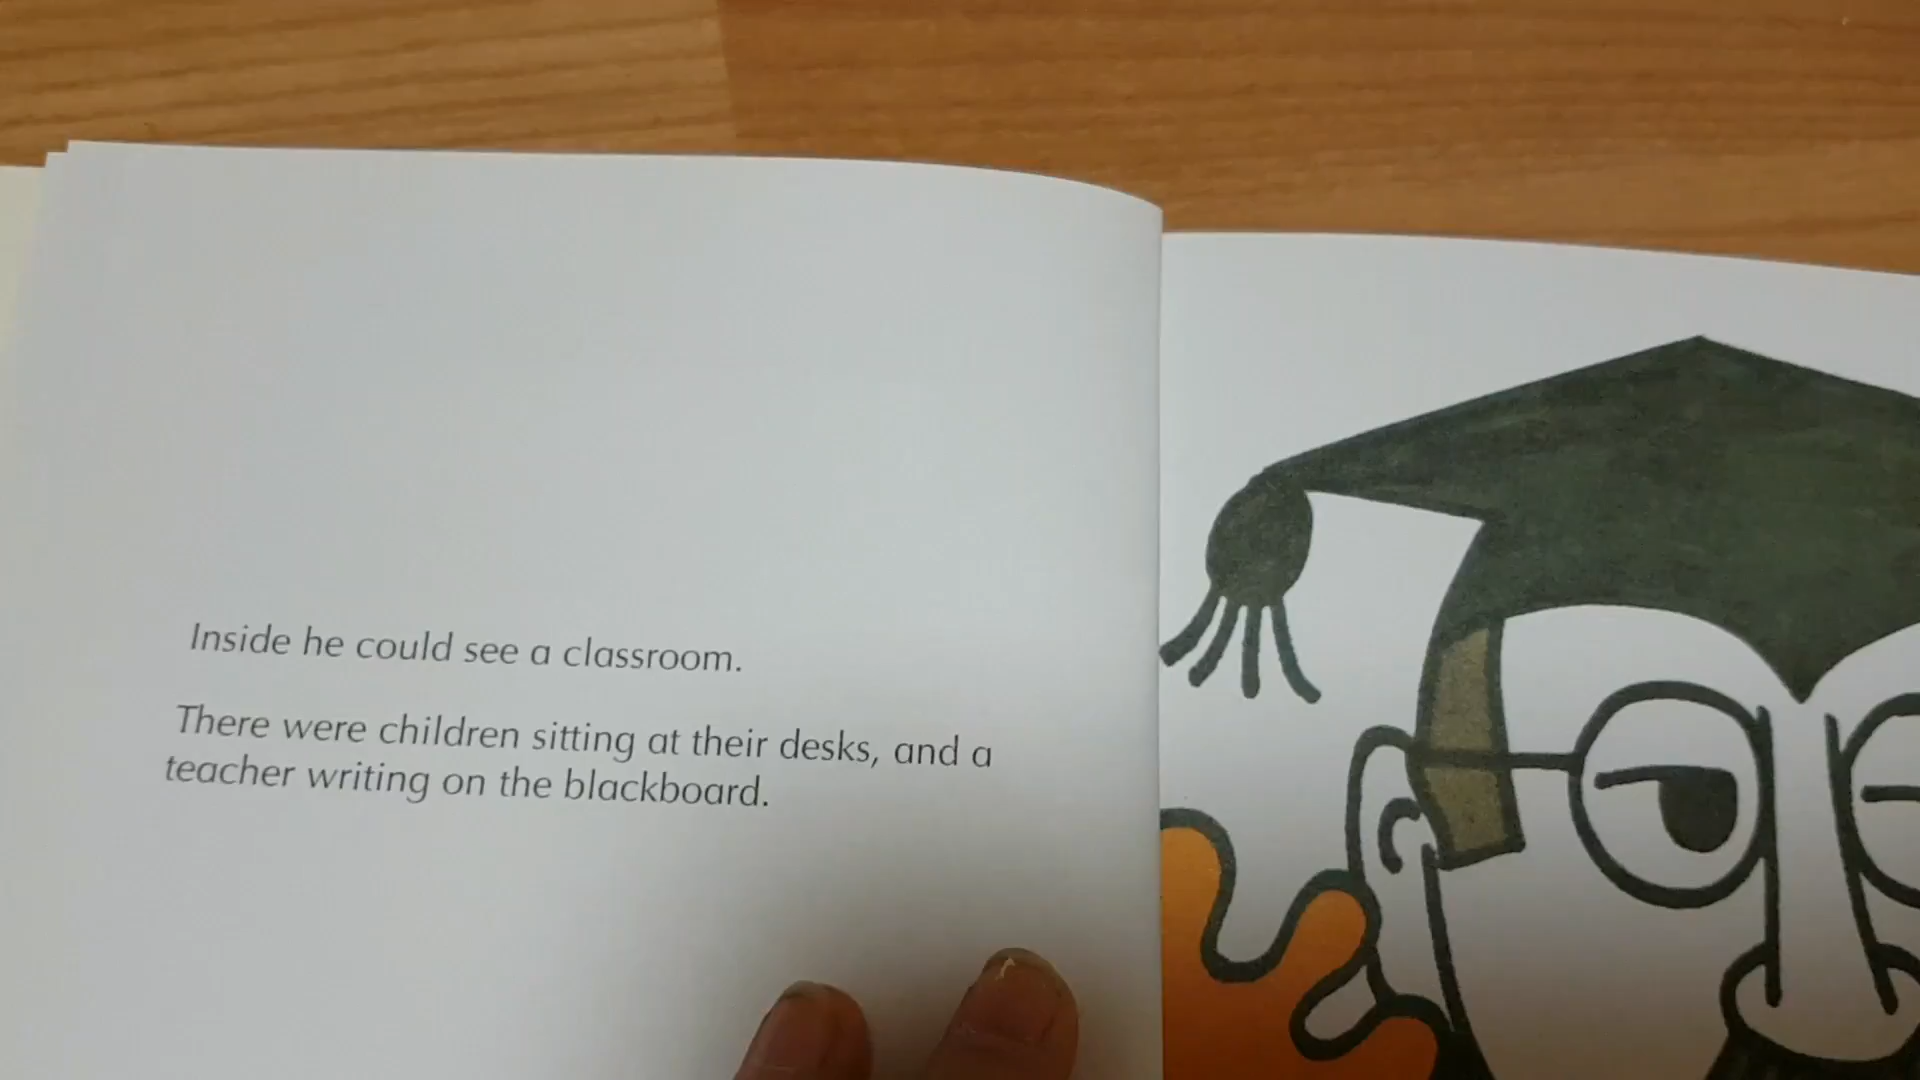 Inside he could see a classroom.
There were children sitting at their desks, and a
teacher writing on the blackboard.